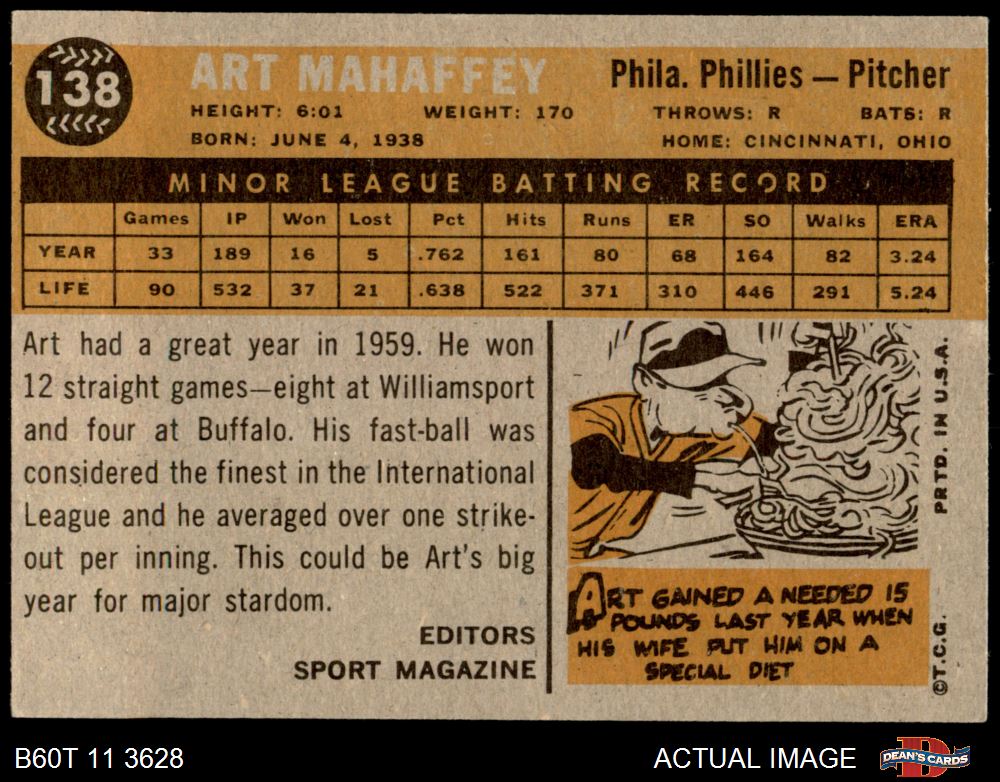 138
ART MAHAFFEY
Phila. Phillies — Pitcher
HEIGHT: 6:01 WEIGHT: 170 THROWS: R BATS: R
BORN: JUNE 4, 1938 HOME: CINCINNATI, OHIO
MINOR LEAGUE BATTING RECORD
Games IP Won Lost Pct Hits Runs ER SO Walks ERA
YEAR 33 189 16 5 .762 161 80 68 164 82 3.24
LIFE 90 532 37 21 .638 522 371 310 446 291 5.24
Art had a great year in 1959. He won
12 straight games—eight at Williamsport
and four at Buffalo. His fast-ball was
considered the finest in the International
League and he averaged over one strike-
out per inning. This could be Art's big
year for major stardom.
EDITORS
SPORT MAGAZINE
ART GAINED A NEEDED 15
POUNDS LAST YEAR WHEN
HIS WIFE PUT HIM ON A
SPECIAL DIET
PRTD. IN U.S.A.
©T.C.G.
B60T 11 3628
ACTUAL IMAGE
DEAN'S CARDS